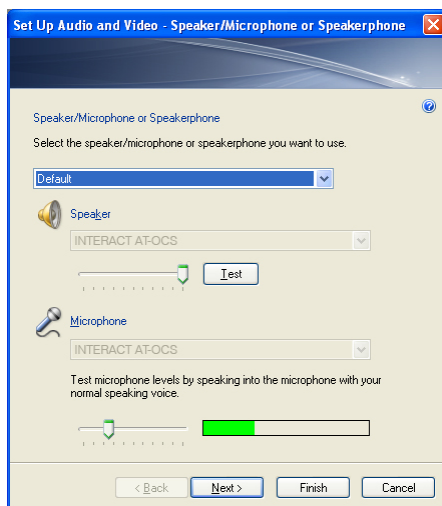 Set Up Audio and Video - Speaker/Microphone or Speakerphone
Speaker/Microphone or Speakerphone
Select the speaker/microphone or speakerphone you want to use.
Default
Speaker
INTERACT AT-OCS
Test
Microphone
INTERACT AT-OCS
Test microphone levels by speaking into the microphone with your
normal speaking voice.
< Back Next > Finish Cancel